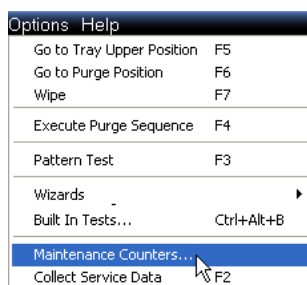 Options Help
Go to Tray Upper Position F5
Go to Purge Position F6
Wipe F7
Execute Purge Sequence F4
Pattern Test F3
Wizards
Built In Tests... Ctrl+Alt+B
Maintenance Counters...
Collect Service Data F2